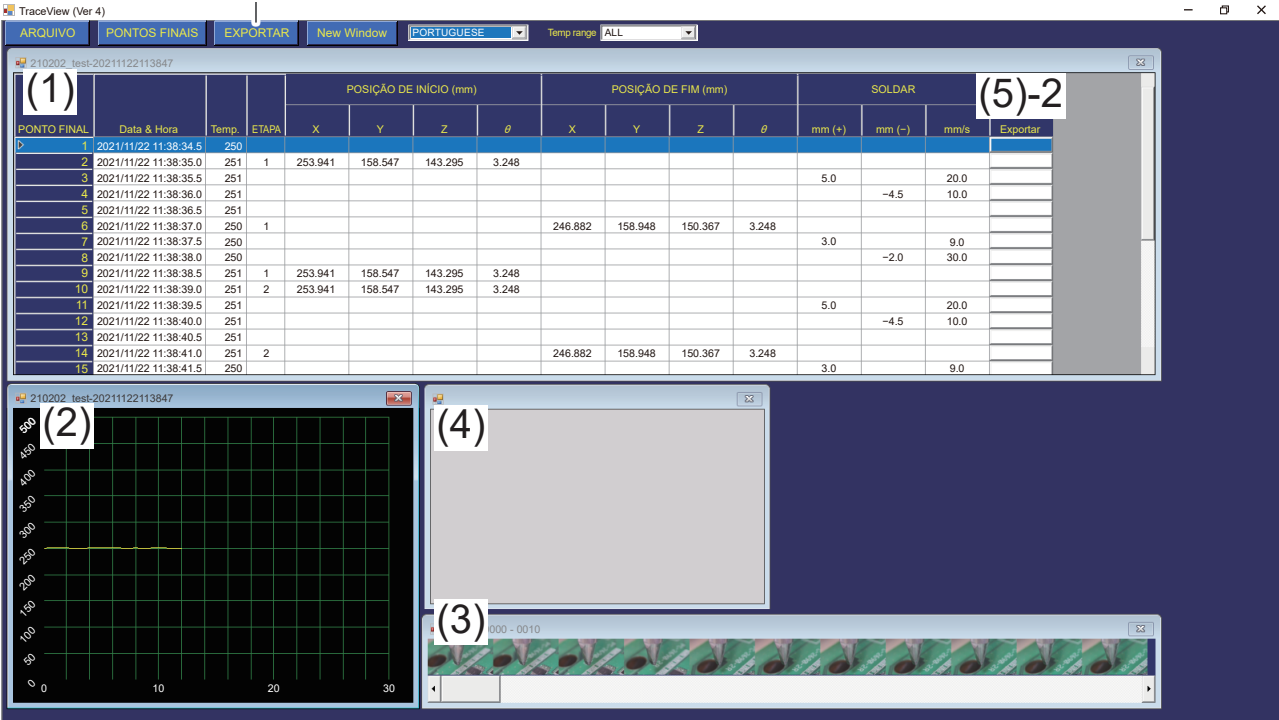 TraceView (Ver 4)
ARQUIVO PONTOS FINAIS EXPORTAR New Window PORTUGUESE Temp range ALL
210202_test-20211122113847
(1) POSIÇÃO DE INÍCIO (mm) POSIÇÃO DE FIM (mm) SOLDAR (5)-2
PONTO FINAL Data & Hora Temp. ETAPA X Y Z θ X Y Z θ mm (+) mm (−) mm/s Exportar
1 2021/11/22 11:38:34.5 250
2 2021/11/22 11:38:35.0 251 1 253.941 158.547 143.295 3.248
3 2021/11/22 11:38:35.5 251 5.0 20.0
4 2021/11/22 11:38:36.0 251 −4.5 10.0
5 2021/11/22 11:38:36.5 251
6 2021/11/22 11:38:37.0 250 1 246.882 158.948 150.367 3.248
7 2021/11/22 11:38:37.5 250 3.0 9.0
8 2021/11/22 11:38:38.0 250 −2.0 30.0
9 2021/11/22 11:38:38.5 251 1 253.941 158.547 143.295 3.248
10 2021/11/22 11:38:39.0 251 2 253.941 158.547 143.295 3.248
11 2021/11/22 11:38:39.5 251 5.0 20.0
12 2021/11/22 11:38:40.0 251 −4.5 10.0
13 2021/11/22 11:38:40.5 251
14 2021/11/22 11:38:41.0 251 2 246.882 158.948 150.367 3.248
15 2021/11/22 11:38:41.5 250 3.0 9.0
210202_test-20211122113847
(2)
500
450
400
350
300
250
200
150
100
50
0
0 10 20 30
(4)
(3) 000 - 0010